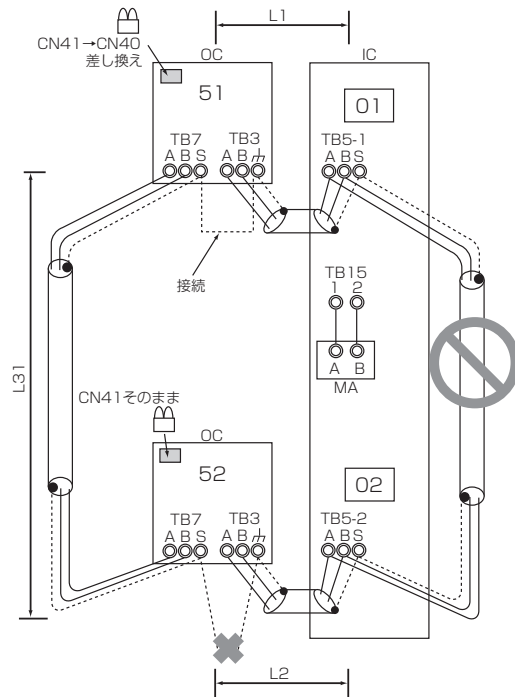 L1
CN41→CN40
差し換え
OC
IC
51
01
TB7
TB3
TB5-1
A B S
A B
A B S
接続
TB15
1 2
A B
MA
L31
CN41そのまま
OC
52
02
TB7
TB3
TB5-2
A B S
A B
A B S
L2